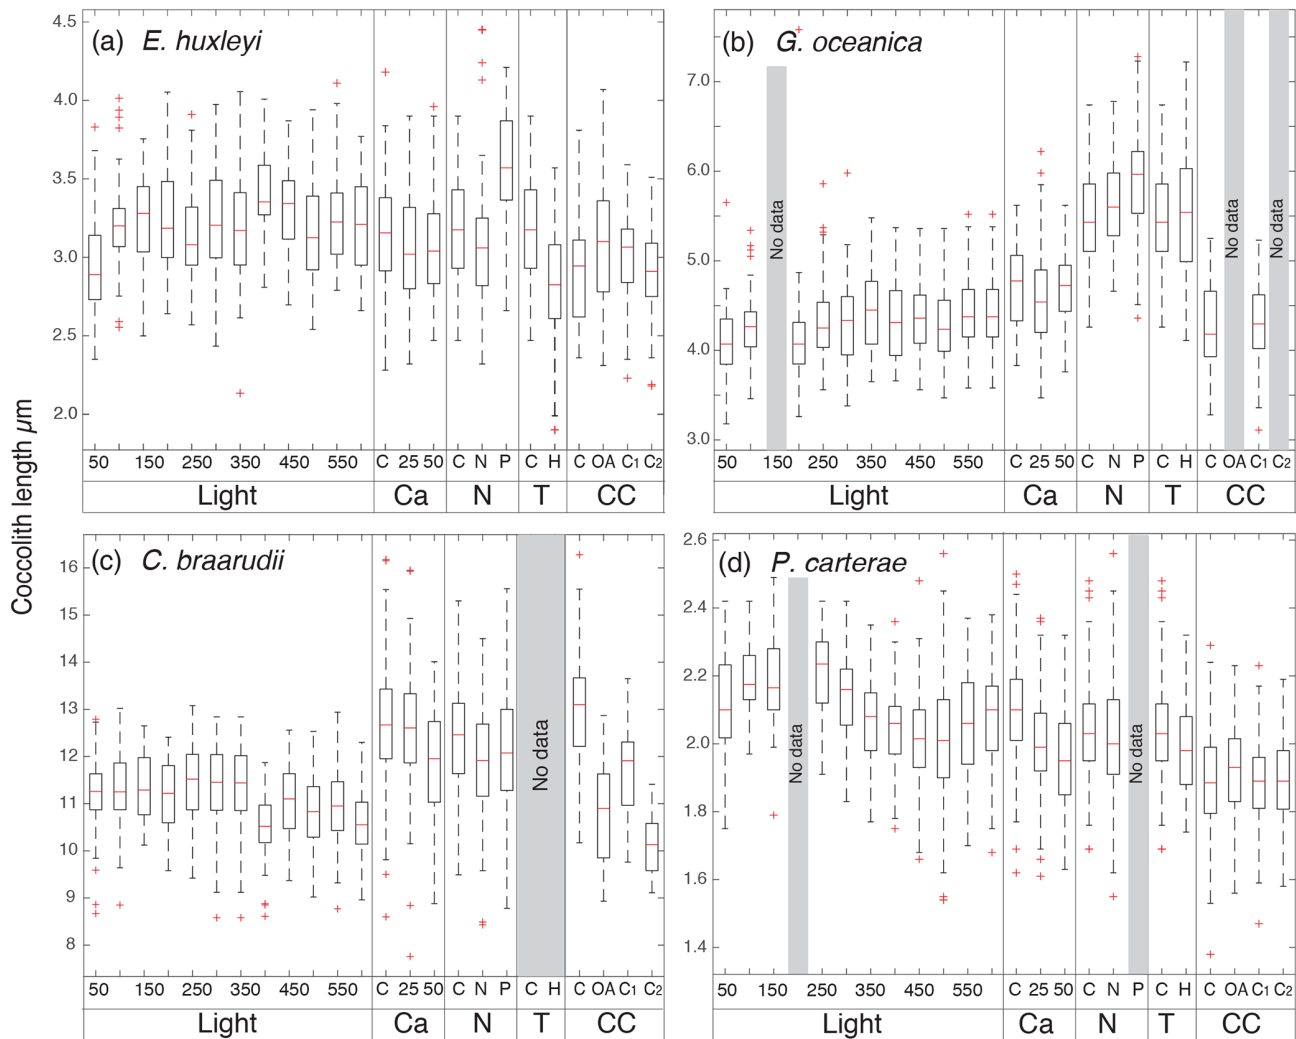 Coccolith length µm
(a) E. huxleyi
4.5
4.0
3.5
3.0
2.5
2.0
50 150 250 350 450 550 C 25 50 C N P C H C OA C1 C2
Light Ca N T CC
(b) G. oceanica
7.0
6.0
5.0
4.0
3.0
No data
No data
No data
50 150 250 350 450 550 C 25 50 C N P C H C OA C1 C2
Light Ca N T CC
(c) C. braarudii
16
15
14
13
12
11
10
9
8
No data
50 150 250 350 450 550 C 25 50 C N P C H C OA C1 C2
Light Ca N T CC
(d) P. carterae
2.6
2.4
2.2
2.0
1.8
1.6
1.4
No data
No data
50 150 250 350 450 550 C 25 50 C N P C H C OA C1 C2
Light Ca N T CC